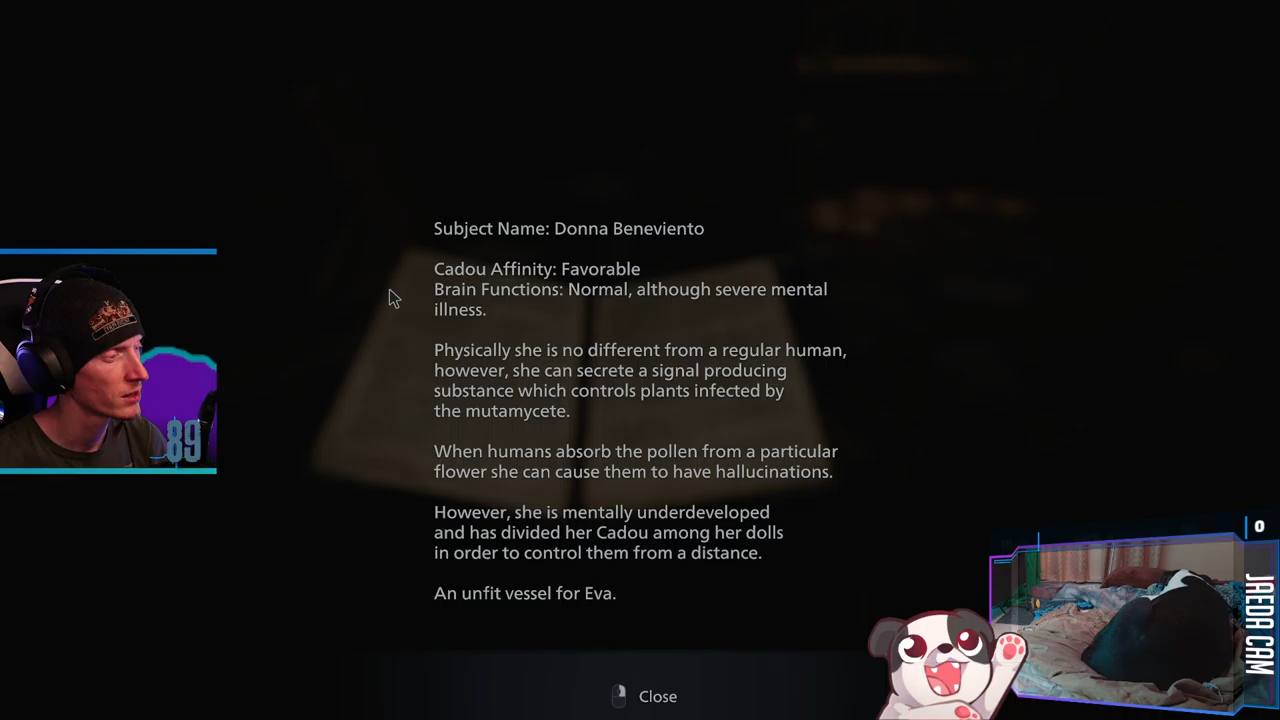 Subject Name: Donna Beneviento
Cadou Affinity: Favorable
Brain Functions: Normal, although severe mental
illness.
Physically she is no different from a regular human,
however, she can secrete a signal producing
substance which controls plants infected by
the mutamycete.
When humans absorb the pollen from a particular
flower she can cause them to have hallucinations.
However, she is mentally underdeveloped
and has divided her Cadou among her dolls
in order to control them from a distance.
An unfit vessel for Eva.
Close
89
0
JAEDA CAM